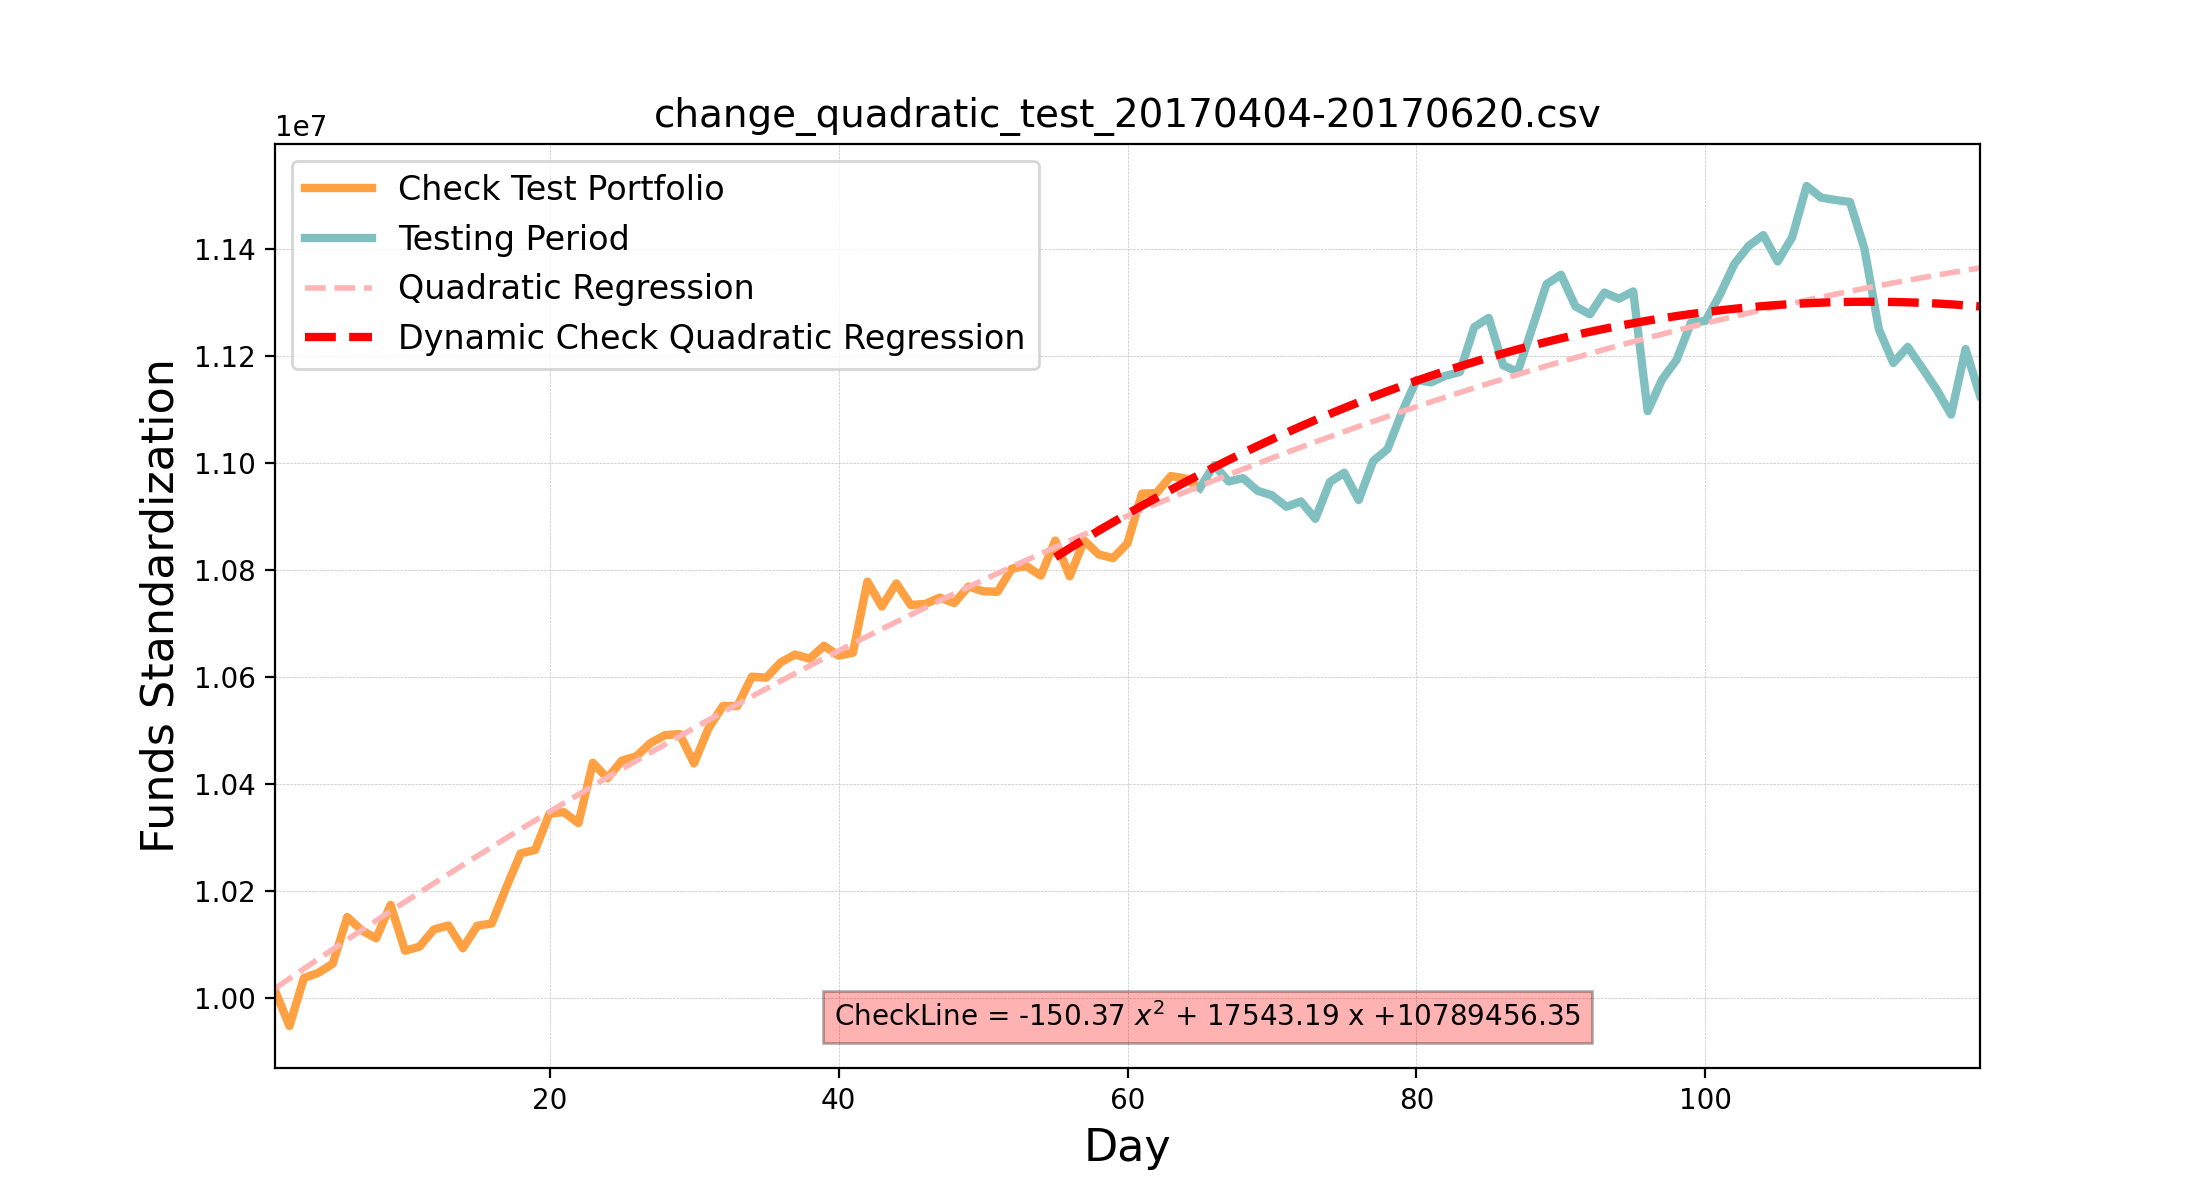 change_quadratic_test_20170404-20170620.csv
1e7
Check Test Portfolio
Testing Period
Quadratic Regression
Dynamic Check Quadratic Regression
Funds Standardization
1.14
1.12
1.10
1.08
1.06
1.04
1.02
1.00
CheckLine = -150.37 x² + 17543.19 x +10789456.35
20 40 60 80 100
Day